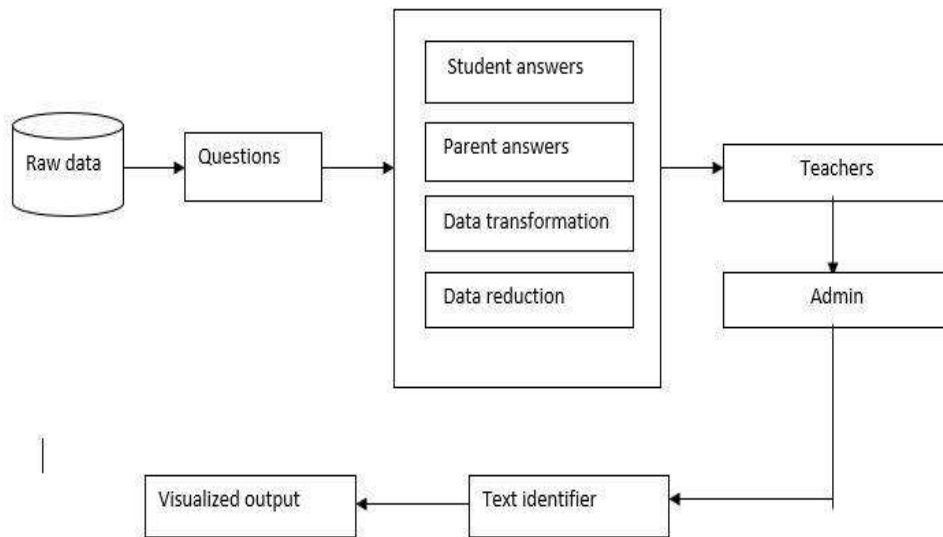 Raw data
Questions
Student answers
Parent answers
Data transformation
Data reduction
Teachers
Admin
Text identifier
Visualized output